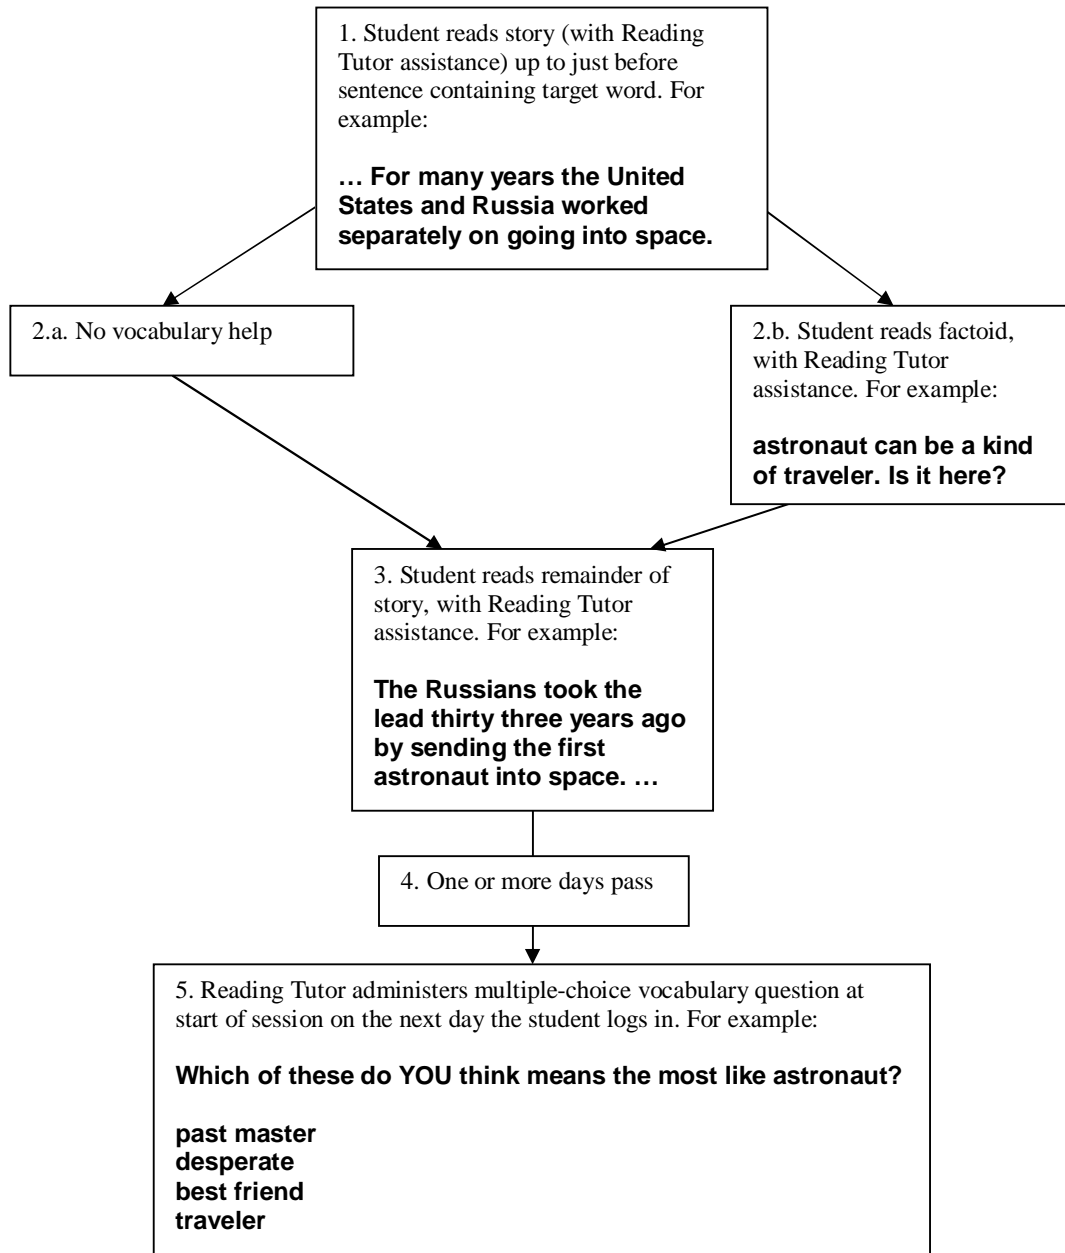 1. Student reads story (with Reading
Tutor assistance) up to just before
sentence containing target word. For
example:
… For many years the United
States and Russia worked
separately on going into space.
2.a. No vocabulary help
2.b. Student reads factoid,
with Reading Tutor
assistance. For example:
astronaut can be a kind
of traveler. Is it here?
3. Student reads remainder of
story, with Reading Tutor
assistance. For example:
The Russians took the
lead thirty three years ago
by sending the first
astronaut into space. …
4. One or more days pass
5. Reading Tutor administers multiple-choice vocabulary question at
start of session on the next day the student logs in. For example:
Which of these do YOU think means the most like astronaut?
past master
desperate
best friend
traveler